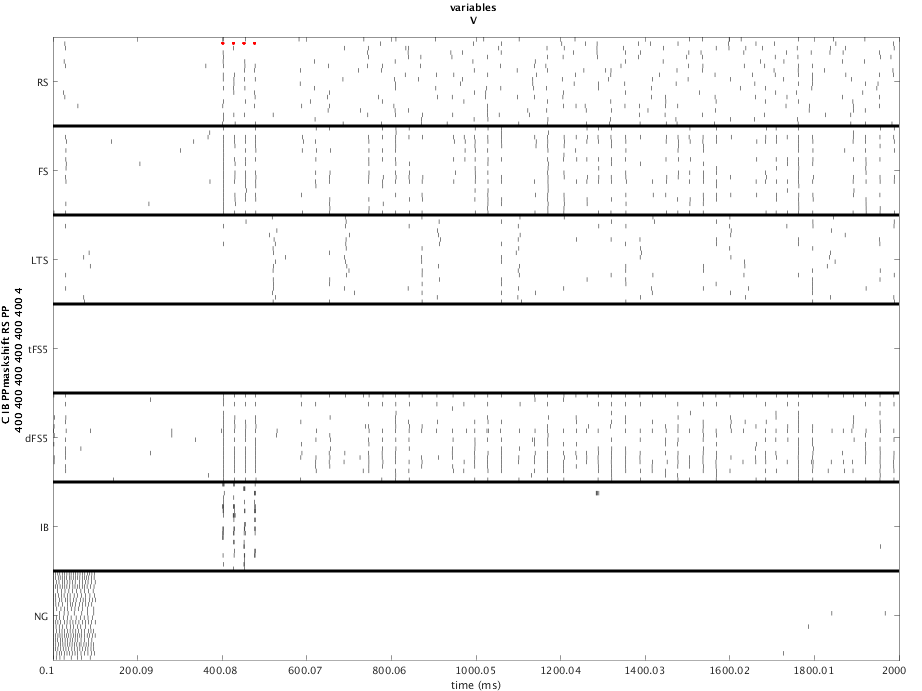 variables
V
RS
FS
LTS
tFS5
dFS5
IB
NG
C IB PPmaskshift RS PP
400 400 400 400 400 400 4
0.1 200.09 400.08 600.07 800.06 1000.05 1200.04 1400.03 1600.02 1800.01 2000
time (ms)